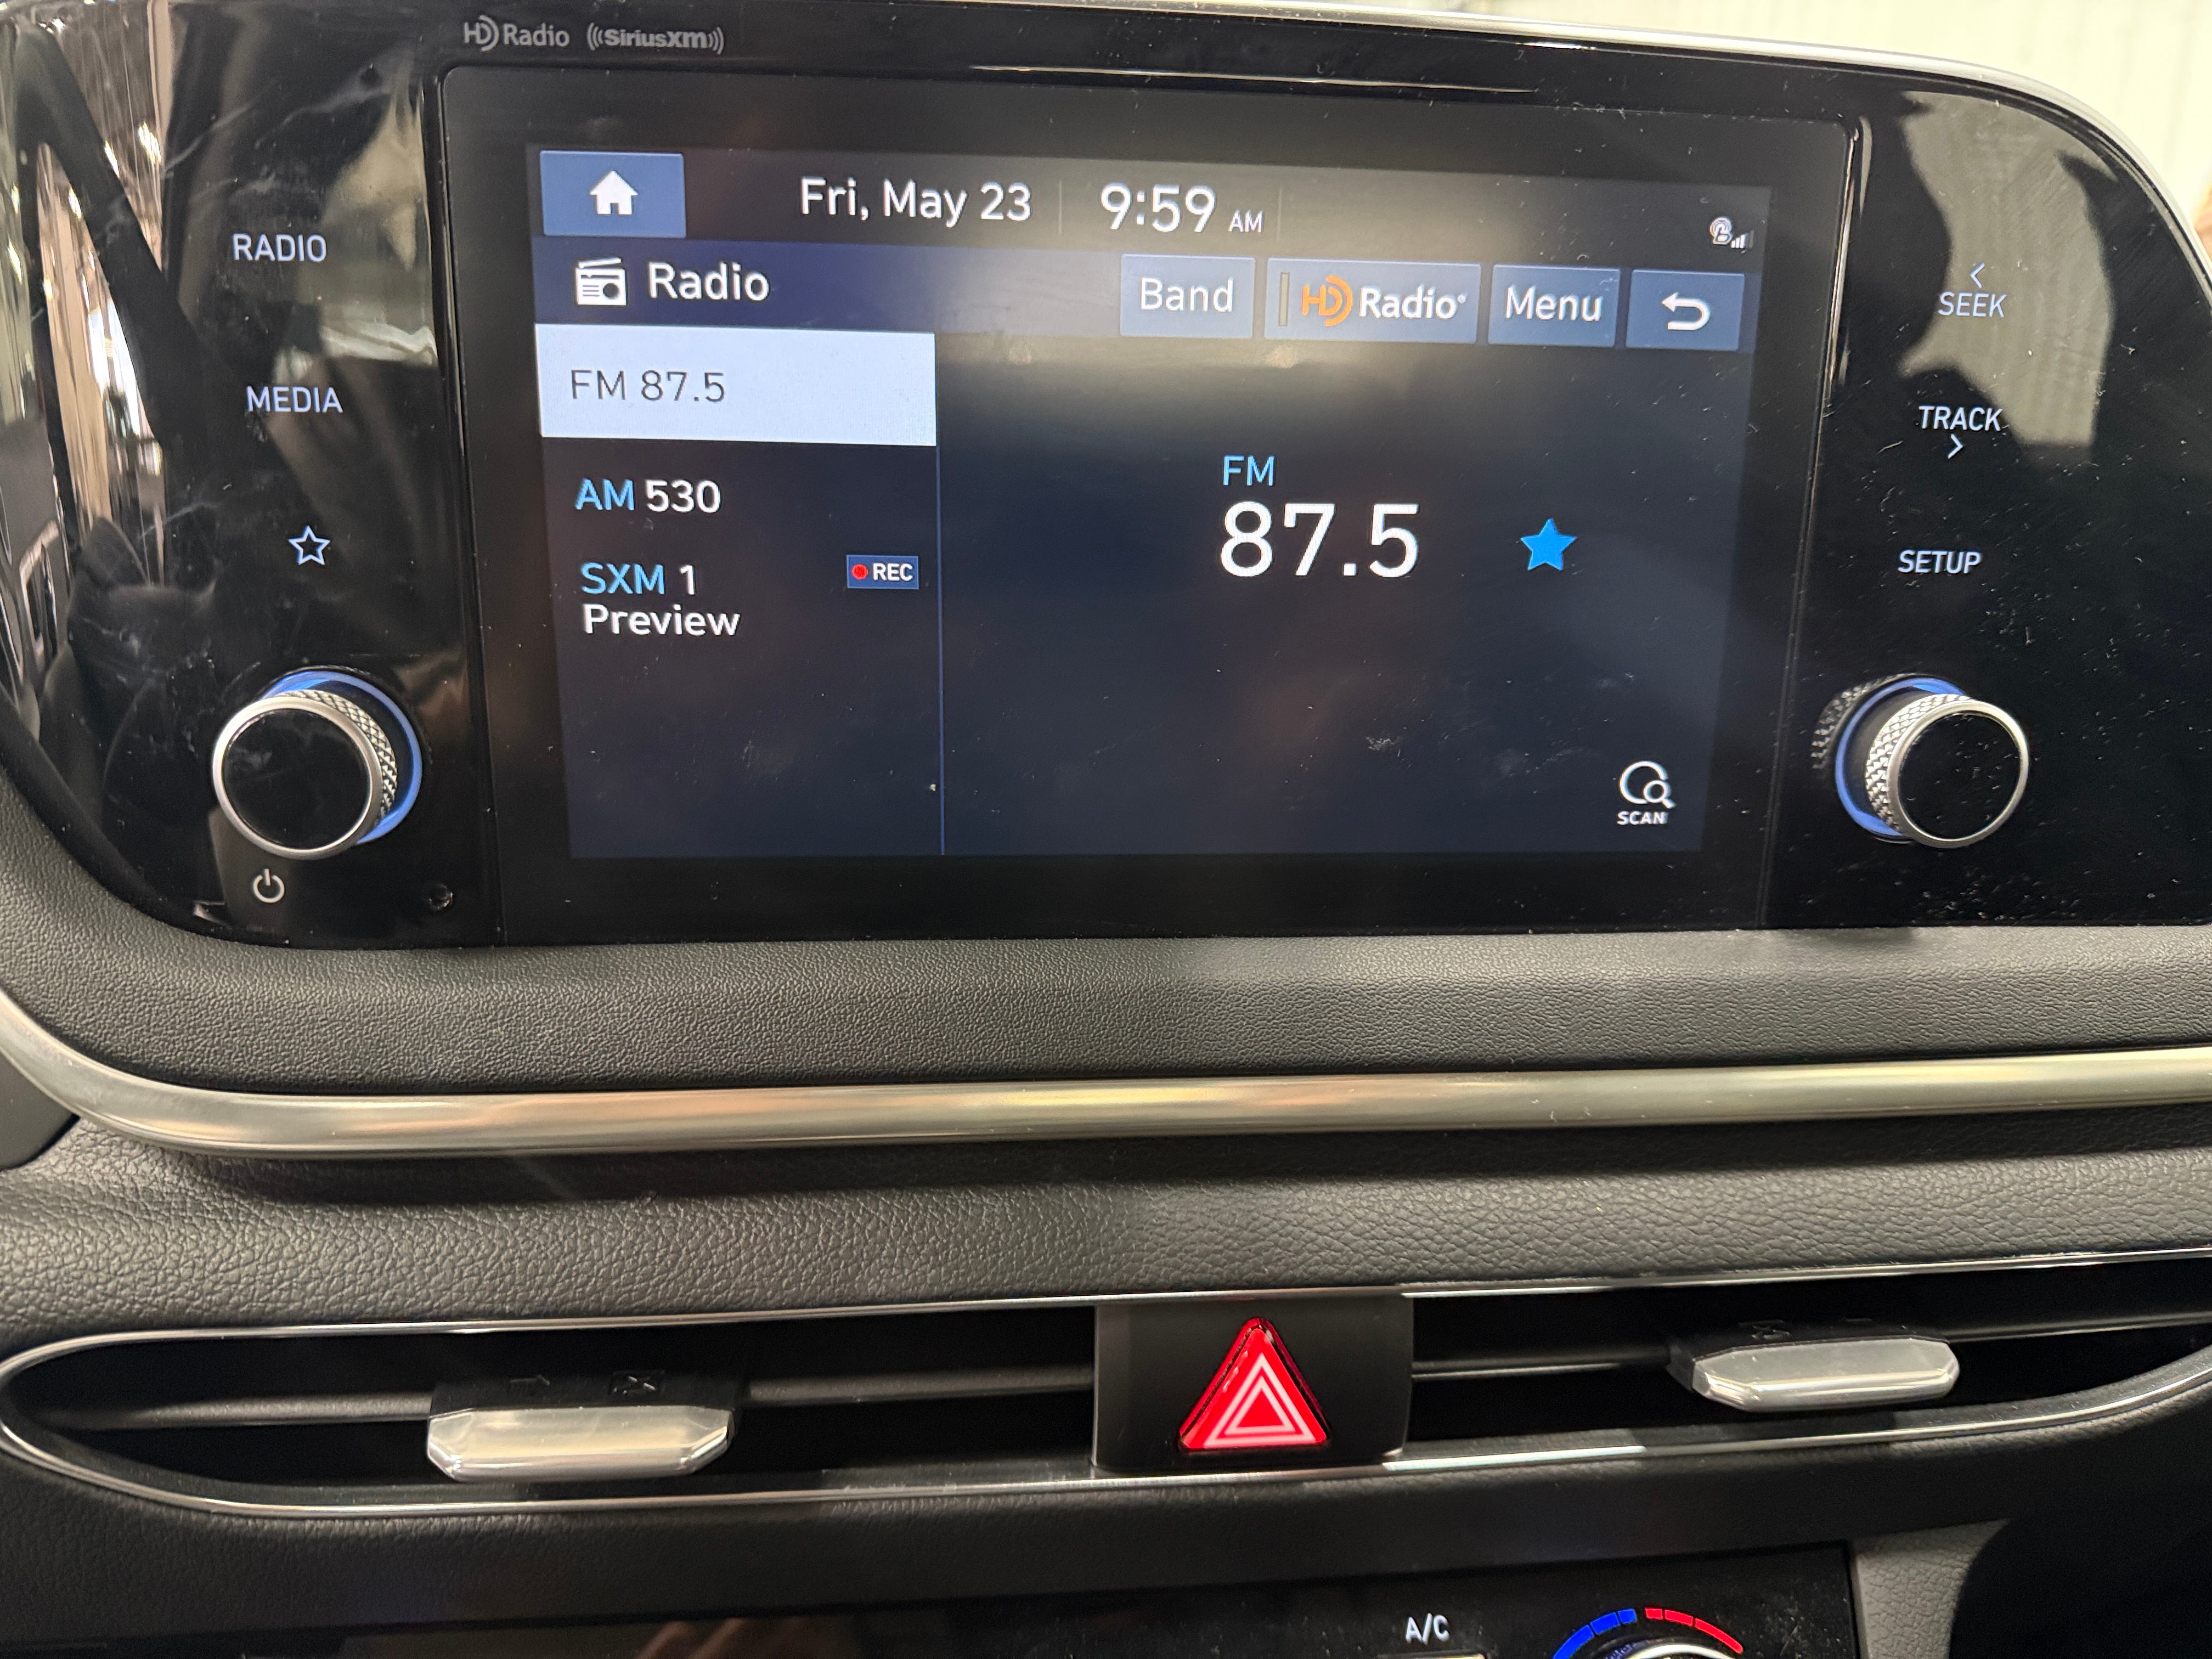 HD Radio ((SiriusXM))
Fri, May 23 9:59 AM
RADIO
Radio
Band
HD Radio®
Menu
< SEEK
MEDIA
FM 87.5
TRACK >
AM 530
FM
87.5
SXM 1
REC
Preview
SETUP
SCAN
A/C